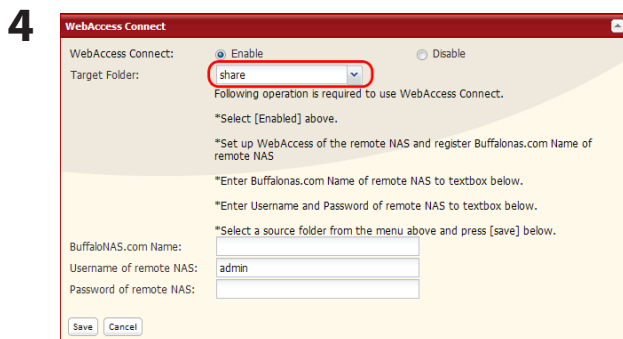 4
WebAccess Connect
WebAccess Connect: Enable Disable
Target Folder: share
Following operation is required to use WebAccess Connect.
*Select [Enabled] above.
*Set up WebAccess of the remote NAS and register Buffalonas.com Name of
remote NAS
*Enter Buffalonas.com Name of remote NAS to textbox below.
*Enter Username and Password of remote NAS to textbox below.
*Select a source folder from the menu above and press [save] below.
BuffaloNAS.com Name:
Username of remote NAS: admin
Password of remote NAS:
Save Cancel